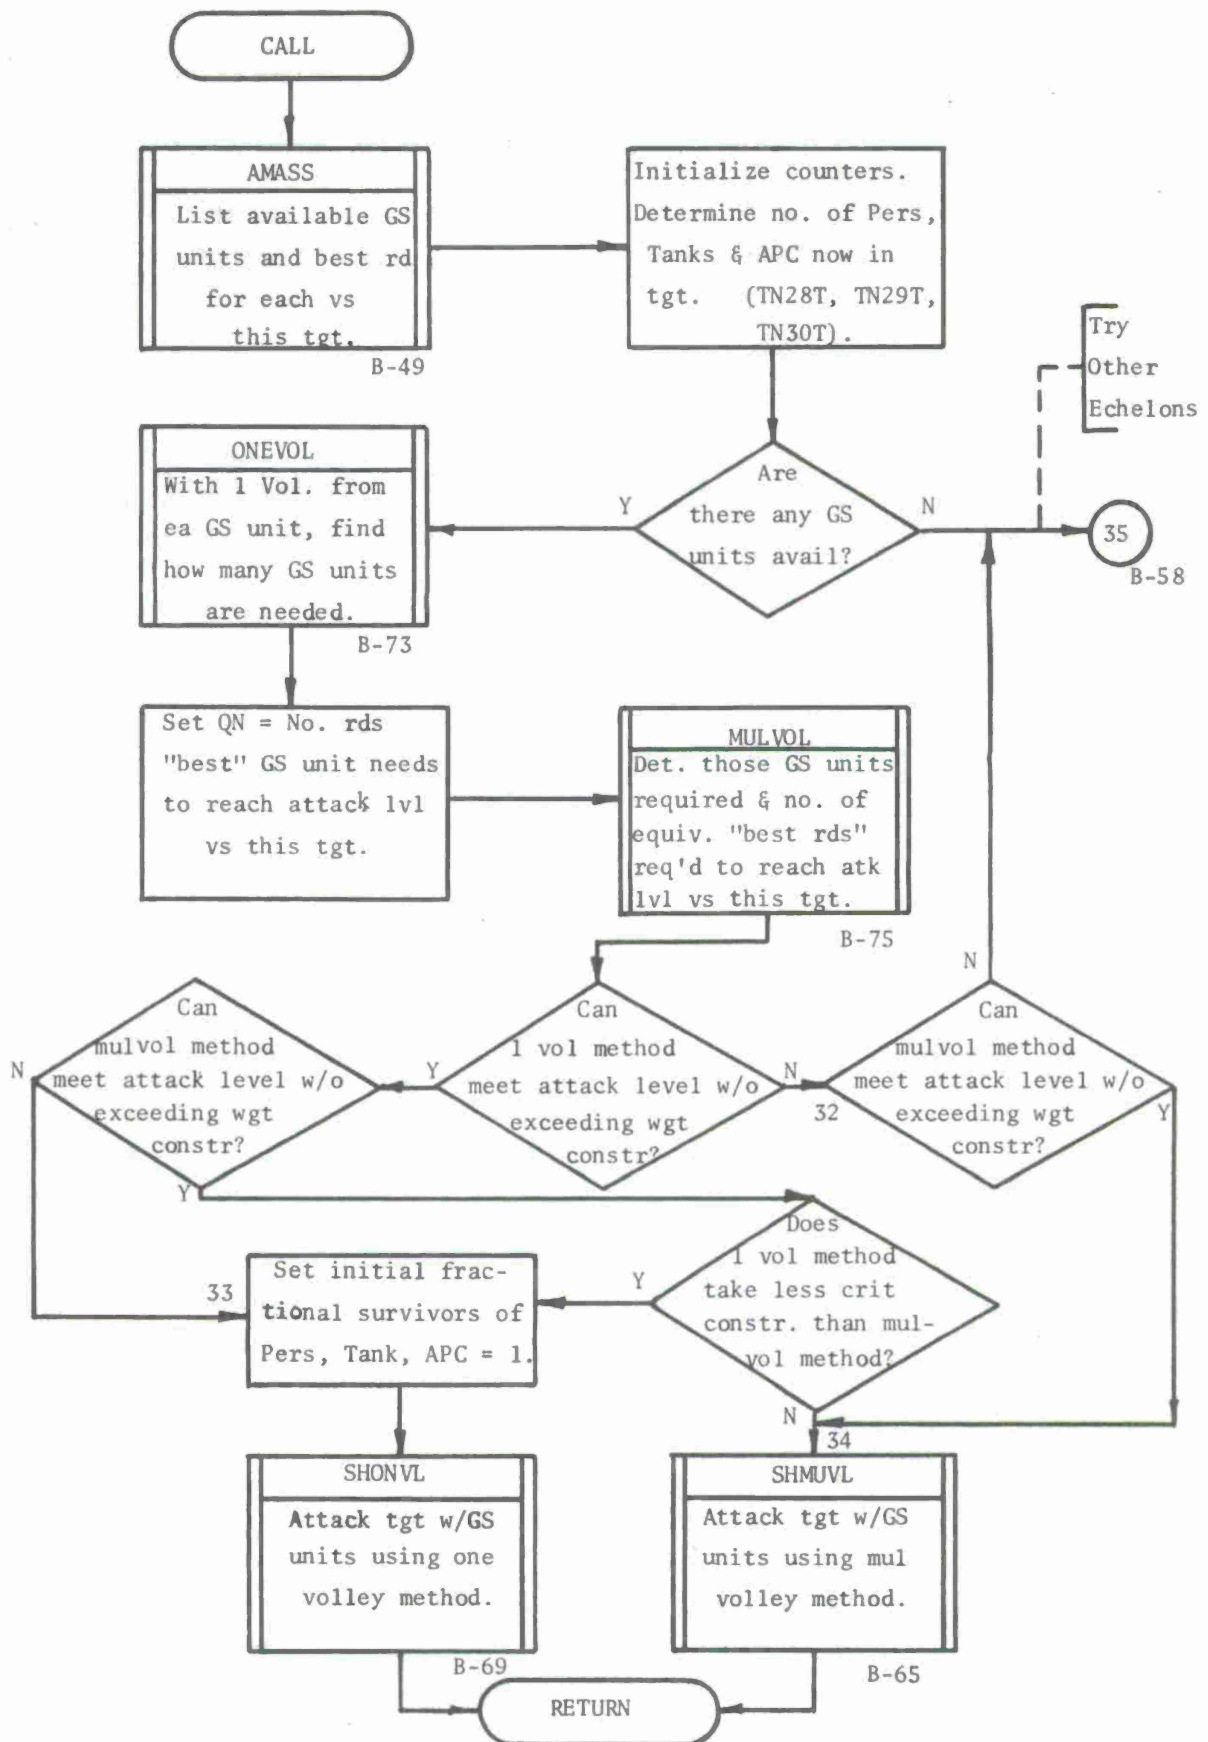 CALL
AMASS
List available GS
units and best rd
for each vs
this tgt.
B-49
Initialize counters.
Determine no. of Pers,
Tanks & APC now in
tgt. (TN28T, TN29T,
TN30T).
Try
Other
Echelons
ONEVOL
With 1 Vol. from
ea GS unit, find
how many GS units
are needed.
B-73
Y
Are
there any GS
units avail?
N
35
B-58
Set QN = No. rds
"best" GS unit needs
to reach attack lvl
vs this tgt.
MULVOL
Det. those GS units
required & no. of
equiv. "best rds"
req'd to reach atk
lvl vs this tgt.
B-75
N
Can
mulvol method
meet attack level w/o
exceeding wgt
constr?
Y
Y
Can
1 vol method
meet attack level w/o
exceeding wgt
constr?
N
32
N
Can
mulvol method
meet attack level w/o
exceeding wgt
constr?
Y
33
Set initial frac-
tional survivors of
Pers, Tank, APC = 1.
Y
Does
1 vol method
take less crit
constr. than mul-
vol method?
N
34
SHONVL
Attack tgt w/GS
units using one
volley method.
B-69
SHMUVL
Attack tgt w/GS
units using mul
volley method.
B-65
RETURN